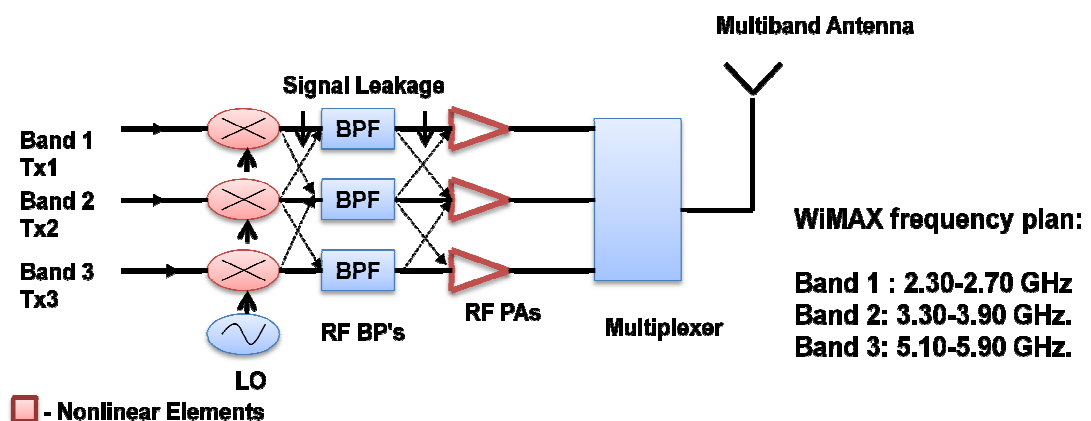 Multiband Antenna
Signal Leakage
Band 1
Tx1
BPF
Band 2
Tx2
BPF
Band 3
Tx3
BPF
RF BP's
RF PAs
Multiplexer
LO
- Nonlinear Elements
WiMAX frequency plan:
Band 1 : 2.30-2.70 GHz
Band 2: 3.30-3.90 GHz.
Band 3: 5.10-5.90 GHz.